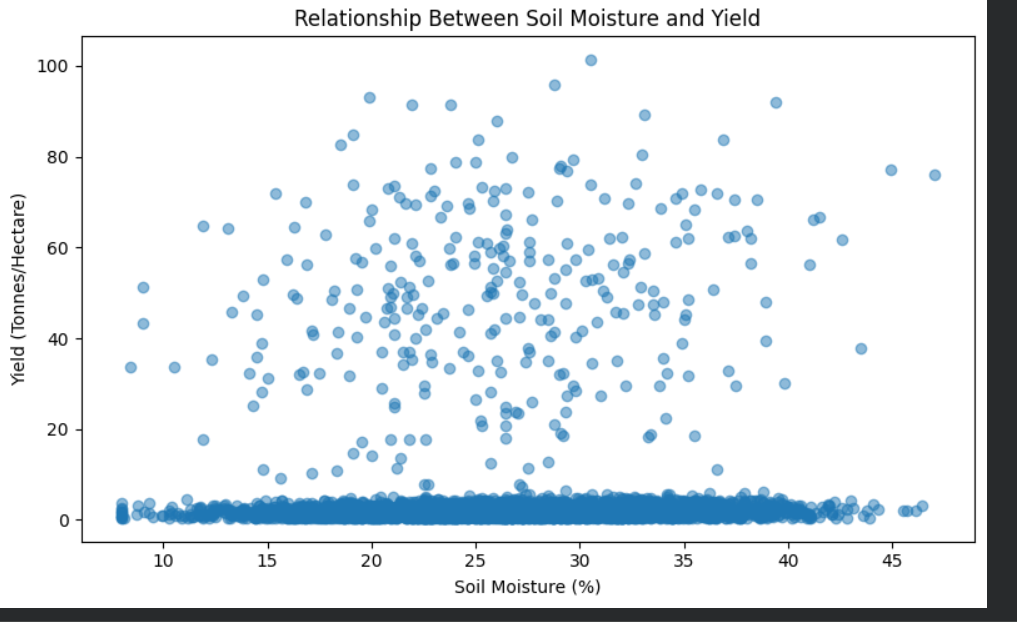 Relationship Between Soil Moisture and Yield
100
80
60
40
20
0
Yield (Tonnes/Hectare)
10 15 20 25 30 35 40 45
Soil Moisture (%)